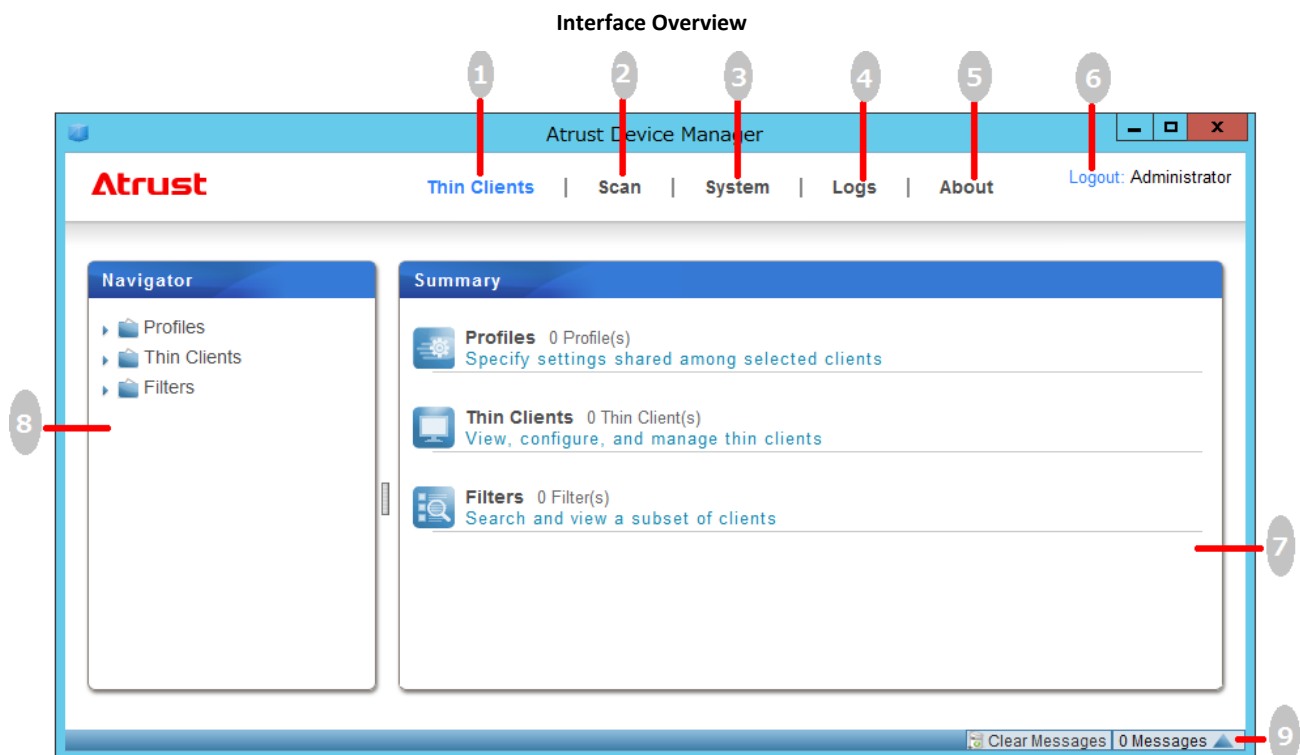 Interface Overview
1 2 3 4 5 6
Atrust Device Manager
Atrust
Thin Clients | Scan | System | Logs | About
Logout: Administrator
Navigator
Profiles
Thin Clients
Filters
8
Summary
Profiles 0 Profile(s)
Specify settings shared among selected clients
Thin Clients 0 Thin Client(s)
View, configure, and manage thin clients
Filters 0 Filter(s)
Search and view a subset of clients
7
Clear Messages 0 Messages
9